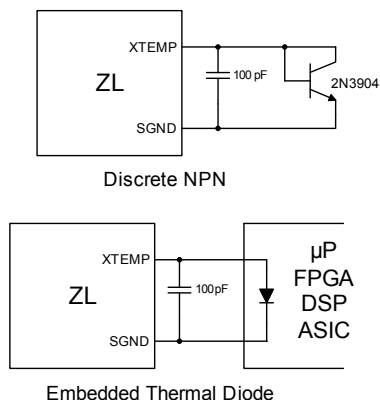 XTEMP
ZL
100 pF
2N3904
SGND
Discrete NPN
XTEMP
µP
FPGA
DSP
ASIC
ZL
100pF
SGND
Embedded Thermal Diode